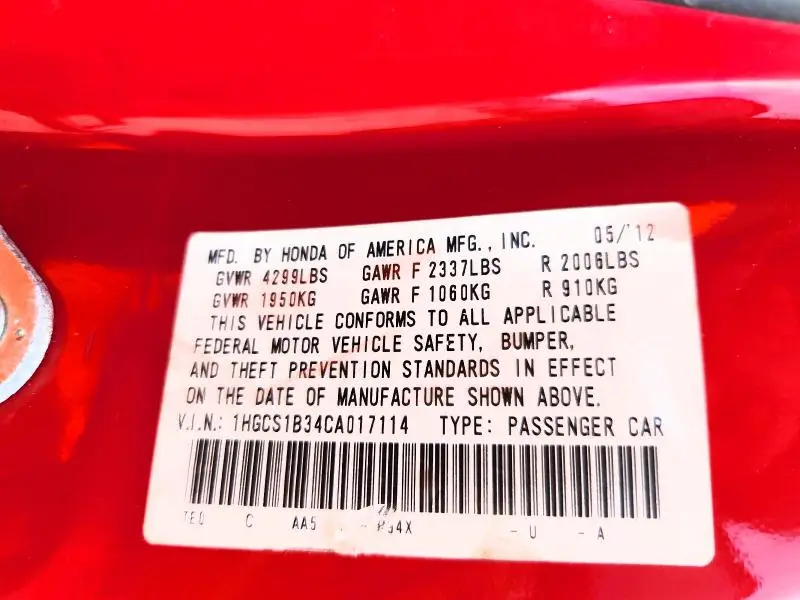 MFD. BY HONDA OF AMERICA MFG., INC. 05/'12
GVWR 4299LBS GAWR F 2337LBS R 2006LBS
GVWR 1950KG GAWR F 1060KG R 910KG
THIS VEHICLE CONFORMS TO ALL APPLICABLE
FEDERAL MOTOR VEHICLE SAFETY, BUMPER,
AND THEFT PREVENTION STANDARDS IN EFFECT
ON THE DATE OF MANUFACTURE SHOWN ABOVE.
V.I.N.: 1HGCS1B34CA017114 TYPE: PASSENGER CAR
C AA5 - U - A